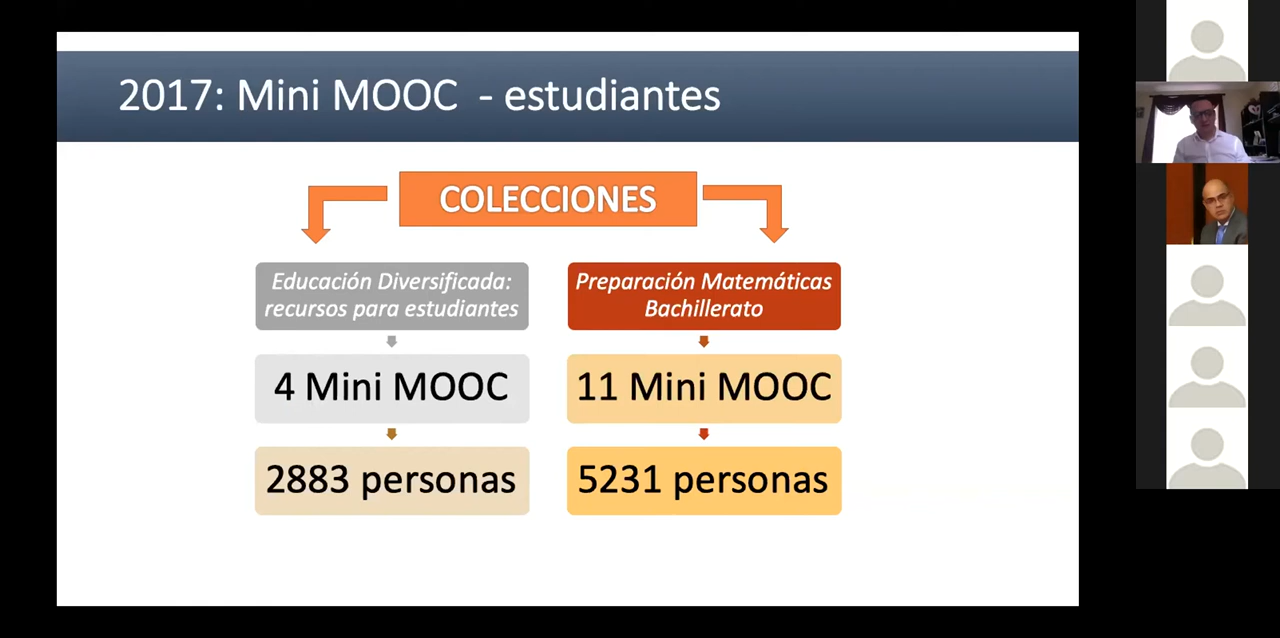 2017: Mini MOOC - estudiantes
COLECCIONES
Educación Diversificada:
recursos para estudiantes
4 Mini MOOC
2883 personas
Preparación Matemáticas
Bachillerato
11 Mini MOOC
5231 personas